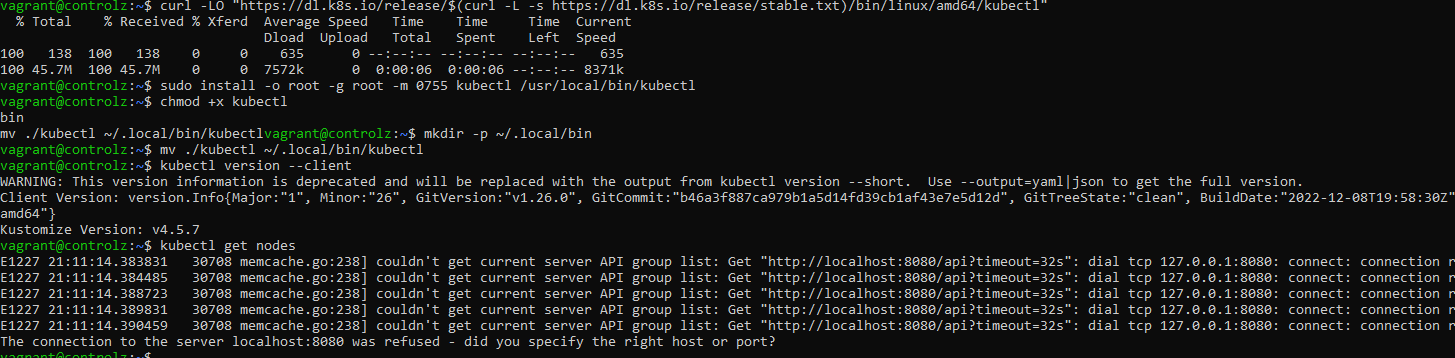 vagrant@controlz:~$ curl -LO "https://dl.k8s.io/release/$(curl -L -s https://dl.k8s.io/release/stable.txt)/bin/linux/amd64/kubectl"
  % Total    % Received % Xferd  Average Speed   Time    Time     Time  Current
                                 Dload  Upload   Total   Spent    Left  Speed
100   138  100   138    0     0    635      0 --:--:-- --:--:-- --:--:--   635
100 45.7M  100 45.7M    0     0  7572k      0  0:00:06  0:00:06 --:--:-- 8371k
vagrant@controlz:~$ sudo install -o root -g root -m 0755 kubectl /usr/local/bin/kubectl
vagrant@controlz:~$ chmod +x kubectl
bin
mv ./kubectl ~/.local/bin/kubectlvagrant@controlz:~$ mkdir -p ~/.local/bin
vagrant@controlz:~$ mv ./kubectl ~/.local/bin/kubectl
vagrant@controlz:~$ kubectl version --client
WARNING: This version information is deprecated and will be replaced with the output from kubectl version --short.  Use --output=yaml|json to get the full version.
Client Version: version.Info{Major:"1", Minor:"26", GitVersion:"v1.26.0", GitCommit:"b46a3f887ca979b1a5d14fd39cb1af43e7e5d12d", GitTreeState:"clean", BuildDate:"2022-12-08T19:58:30Z"
amd64"}
Kustomize Version: v4.5.7
vagrant@controlz:~$ kubectl get nodes
E1227 21:11:14.383831   30708 memcache.go:238] couldn't get current server API group list: Get "http://localhost:8080/api?timeout=32s": dial tcp 127.0.0.1:8080: connect: connection r
E1227 21:11:14.384485   30708 memcache.go:238] couldn't get current server API group list: Get "http://localhost:8080/api?timeout=32s": dial tcp 127.0.0.1:8080: connect: connection r
E1227 21:11:14.388723   30708 memcache.go:238] couldn't get current server API group list: Get "http://localhost:8080/api?timeout=32s": dial tcp 127.0.0.1:8080: connect: connection r
E1227 21:11:14.389831   30708 memcache.go:238] couldn't get current server API group list: Get "http://localhost:8080/api?timeout=32s": dial tcp 127.0.0.1:8080: connect: connection r
E1227 21:11:14.390459   30708 memcache.go:238] couldn't get current server API group list: Get "http://localhost:8080/api?timeout=32s": dial tcp 127.0.0.1:8080: connect: connection r
The connection to the server localhost:8080 was refused - did you specify the right host or port?
vagrant@controlz:~$